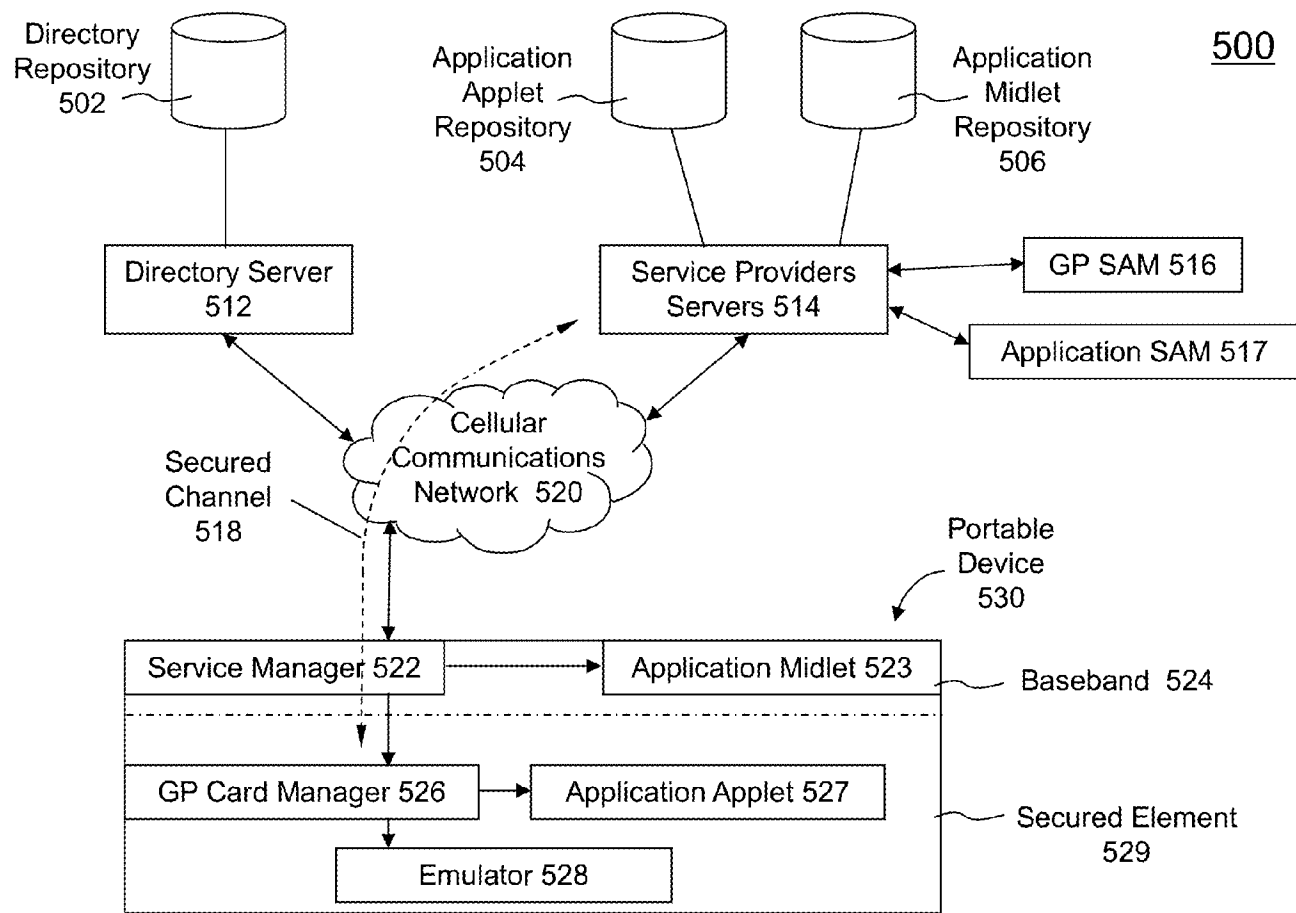 500
Directory
Repository
502
Application
Applet
Repository
504
Application
Midlet
Repository
506
Directory Server
512
Service Providers
Servers 514
GP SAM 516
Application SAM 517
Cellular
Communications
Network 520
Secured
Channel
518
Portable
Device
530
Service Manager 522
Application Midlet 523
Baseband 524
GP Card Manager 526
Application Applet 527
Secured Element
529
Emulator 528